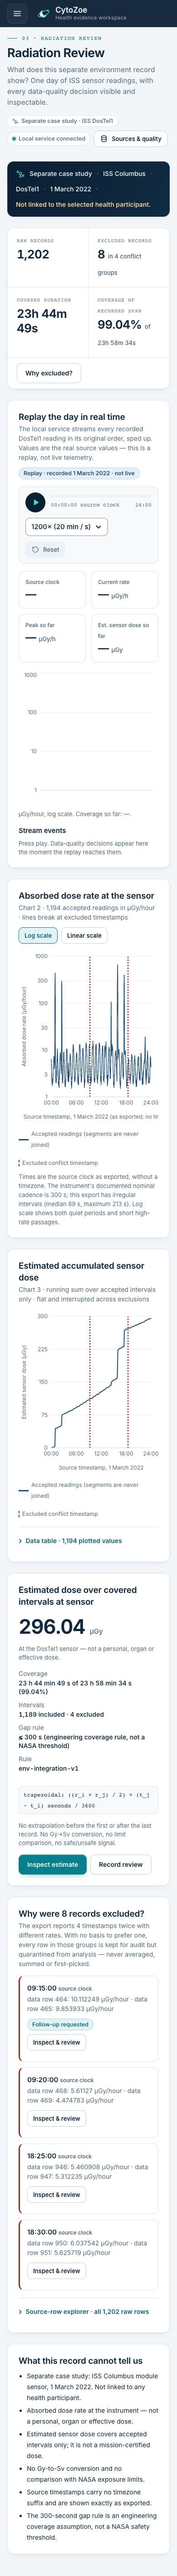 CytoZoe
Health evidence workspace
D3 · RADIATION REVIEW
Radiation Review
What does this separate environment record
show? One day of ISS sensor readings, with
every data-quality decision visible and
inspectable.
Separate case study · ISS DosTel1
Local service connected
Sources & quality
Separate case study · ISS Columbus ·
DosTel1 · 1 March 2022 ·
Not linked to the selected health participant.
RAW RECORDS
1,202
EXCLUDED RECORDS
8 in 4 conflict
groups
COVERED DURATION
23h 44m
49s
COVERAGE OF
RECORDED SPAN
99.04% of
23h 58m 34s
Why excluded?
Replay the day in real time
The local service streams every recorded
DosTel1 reading in its original order, sped up.
Values are the real source values — this is a
replay, not live telemetry.
Replay · recorded 1 March 2022 · not live
00:00:00 source clock
24:00
1200× (20 min / s)
Reset
Source clock
—
Current rate
— μGy/h
Peak so far
— μGy/h
Est. sensor dose so
far
— μGy
1000
100
10
1
μGy/hour, log scale. Coverage so far: —.
Stream events
Press play. Data-quality decisions appear here
the moment the replay reaches them.
Absorbed dose rate at the sensor
Chart 2 · 1,194 accepted readings in μGy/hour
· lines break at excluded timestamps
Log scale
Linear scale
Absorbed dose rate (μGy/hour)
1000
300
100
30
10
3
1
00:00
06:00
12:00
18:00
24:00
Source timestamp, 1 March 2022 (as exported; no tir
Accepted readings (segments are never
joined)
Excluded conflict timestamp
Times are the source clock as exported, without a
timezone. The instrument's documented nominal
cadence is 300 s; this export has irregular
intervals (median 89 s, maximum 213 s). Log
scale shows both quiet periods and short high-
rate passages.
Estimated accumulated sensor
dose
Chart 3 · running sum over accepted intervals
only · flat and interrupted across exclusions
Estimated sensor dose (μGy)
300
225
150
75
0
00:00
06:00
12:00
18:00
24:00
Source timestamp, 1 March 2022
Accepted readings (segments are never
joined)
Excluded conflict timestamp
Data table · 1,194 plotted values
Estimated dose over covered
intervals at sensor
296.04 μGy
At the DosTel1 sensor — not a personal, organ or
effective dose.
Coverage
23 h 44 min 49 s of 23 h 58 min 34 s
(99.04%)
Intervals
1,189 included · 4 excluded
Gap rule
≤ 300 s (engineering coverage rule, not a
NASA threshold)
Rule
env-integration-v1
trapezoidal: ((r_i + r_j) / 2) × (t_j
− t_i) seconds / 3600
No extrapolation before the first or after the last
record. No Gy→Sv conversion, no limit
comparison, no safe/unsafe signal.
Inspect estimate
Record review
Why were 8 records excluded?
The export reports 4 timestamps twice with
different rates. With no basis to prefer one,
every row in those groups is kept for audit but
quarantined from analysis — never averaged,
summed or first-picked.
09:15:00 source clock
data row 464: 10.112249 μGy/hour · data
row 465: 9.853933 μGy/hour
Follow-up requested
Inspect & review
09:20:00 source clock
data row 468: 5.61127 μGy/hour · data
row 469: 4.474783 μGy/hour
Inspect & review
18:25:00 source clock
data row 946: 5.460908 μGy/hour · data
row 947: 5.312235 μGy/hour
Inspect & review
18:30:00 source clock
data row 950: 6.037542 μGy/hour · data
row 951: 5.625719 μGy/hour
Inspect & review
Source-row explorer · all 1,202 raw rows
What this record cannot tell us
Separate case study: ISS Columbus module
sensor, 1 March 2022. Not linked to any
health participant.
Absorbed dose rate at the instrument — not
a personal, organ or effective dose.
Estimated sensor dose covers accepted
intervals only; it is not a mission-certified
dose.
No Gy-to-Sv conversion and no
comparison with NASA exposure limits.
Source timestamps carry no timezone
suffix and are shown exactly as exported.
The 300-second gap rule is an engineering
coverage assumption, not a NASA safety
threshold.